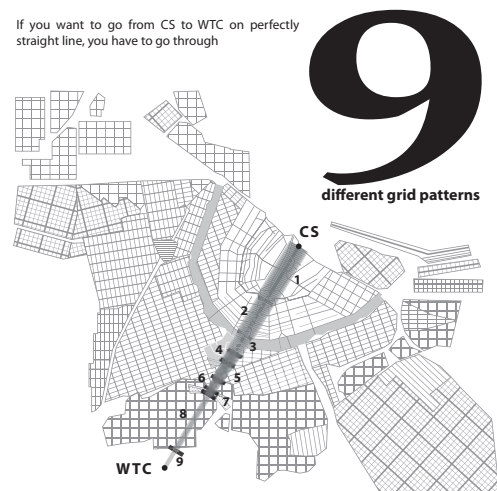 If you want to go from CS to WTC on perfectly
straight line, you have to go through
9
different grid patterns
CS
1
2
3
4
5
6
7
8
9
WTC